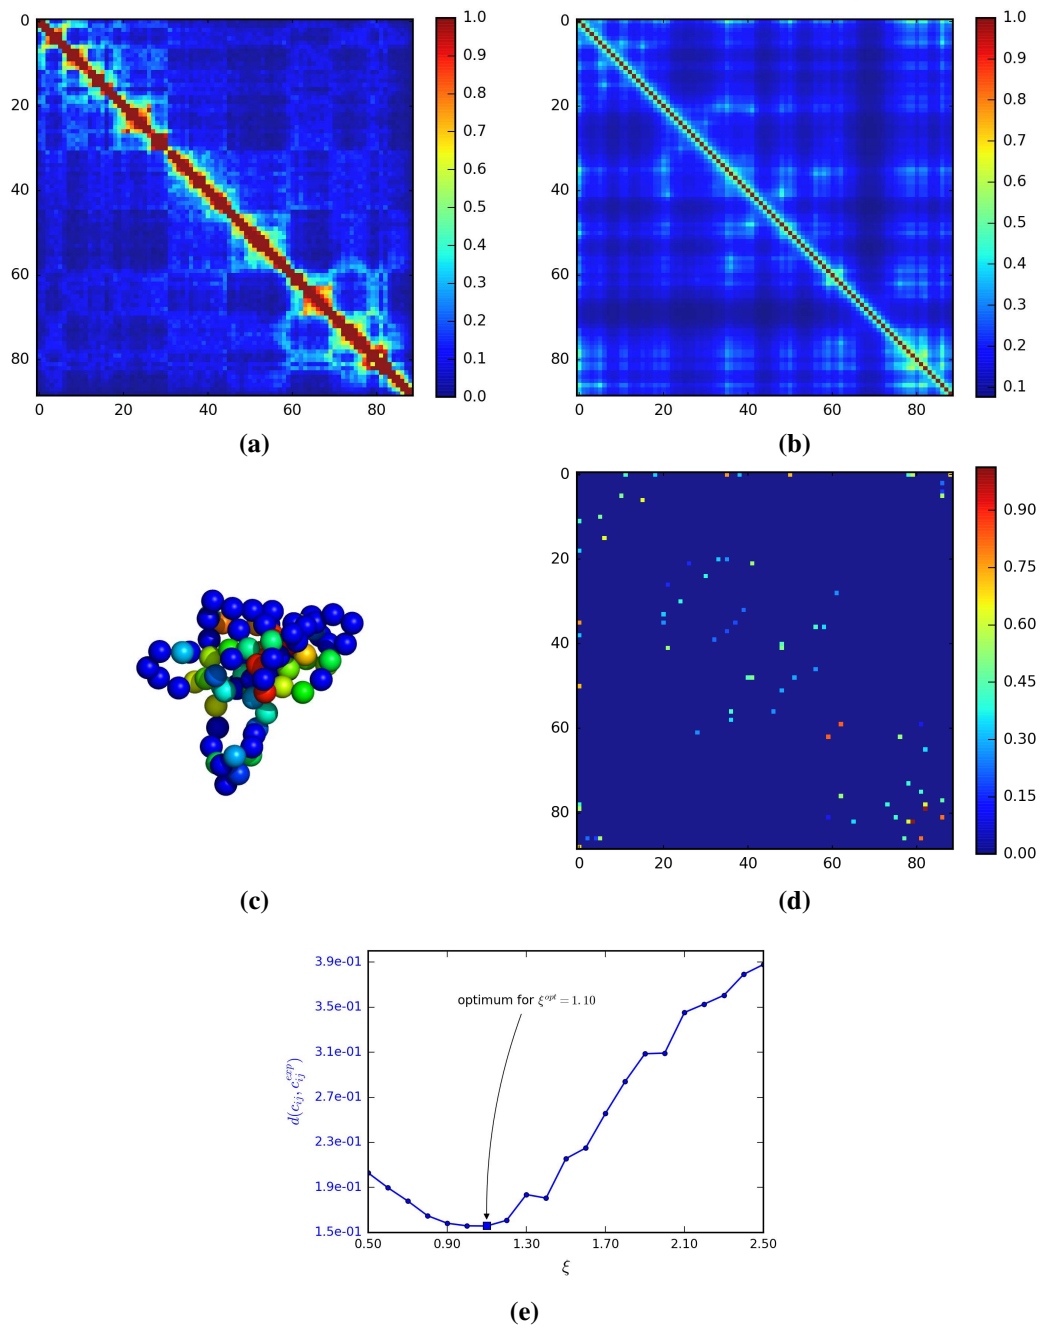 0
20
40
60
80
0 20 40 60 80
1.0
0.9
0.8
0.7
0.6
0.5
0.4
0.3
0.2
0.1
0.0
(a)
0
20
40
60
80
0 20 40 60 80
1.0
0.9
0.8
0.7
0.6
0.5
0.4
0.3
0.2
0.1
(b)
(c)
0
20
40
60
80
0 20 40 60 80
0.90
0.75
0.60
0.45
0.30
0.15
0.00
(d)
3.9e-01
3.5e-01
3.1e-01
2.7e-01
2.3e-01
1.9e-01
1.5e-01
d(c_{ij}, c_{ij}^{exp})
optimum for ξ^{opt} = 1.10
0.50 0.90 1.30 1.70 2.10 2.50
ξ
(e)